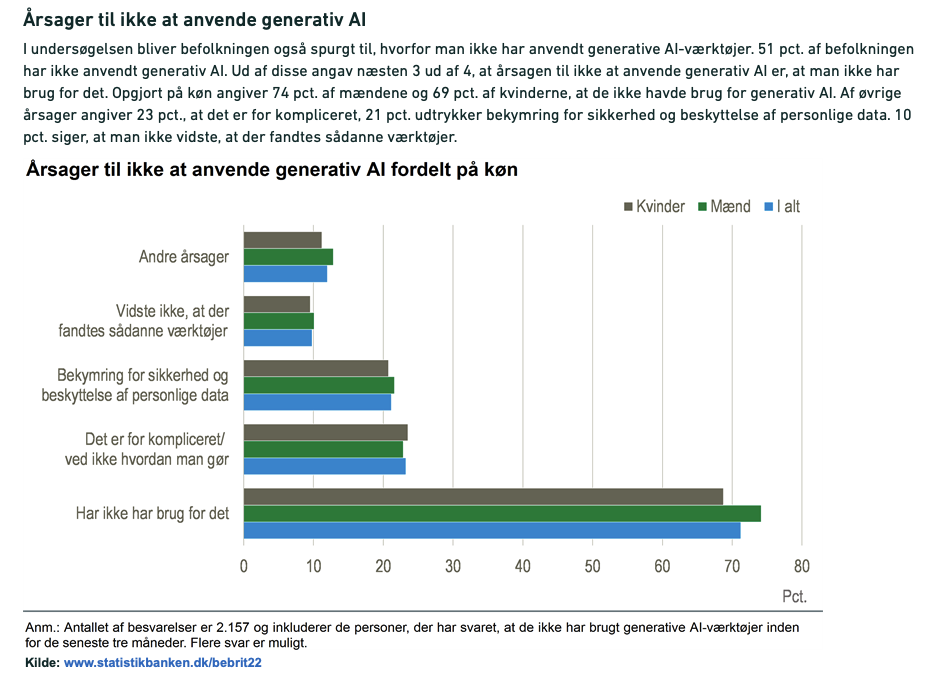 Årsager til ikke at anvende generativ AI
I undersøgelsen bliver befolkningen også spurgt til, hvorfor man ikke har anvendt generative AI-værktøjer. 51 pct. af befolkningen
har ikke anvendt generativ AI. Ud af disse angav næsten 3 ud af 4, at årsagen til ikke at anvende generativ AI er, at man ikke har
brug for det. Opgjort på køn angiver 74 pct. af mændene og 69 pct. af kvinderne, at de ikke havde brug for generativ AI. Af øvrige
årsager angiver 23 pct., at det er for kompliceret, 21 pct. udtrykker bekymring for sikkerhed og beskyttelse af personlige data. 10
pct. siger, at man ikke vidste, at der fandtes sådanne værktøjer.
Årsager til ikke at anvende generativ AI fordelt på køn
Kvinder Mænd I alt
Andre årsager
Vidste ikke, at der
fandtes sådanne værktøjer
Bekymring for sikkerhed og
beskyttelse af personlige data
Det er for kompliceret/
ved ikke hvordan man gør
Har ikke har brug for det
0 10 20 30 40 50 60 70 80
Pct.
Anm.: Antallet af besvarelser er 2.157 og inkluderer de personer, der har svaret, at de ikke har brugt generative AI-værktøjer inden
for de seneste tre måneder. Flere svar er muligt.
Kilde: www.statistikbanken.dk/bebrit22